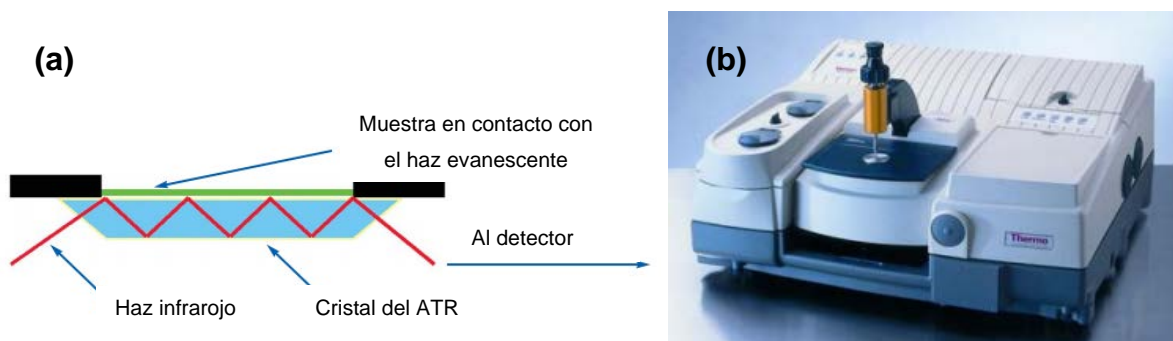 (a)
Muestra en contacto con
el haz evanescente
Al detector
Haz infrarojo
Cristal del ATR
(b)
Thermo